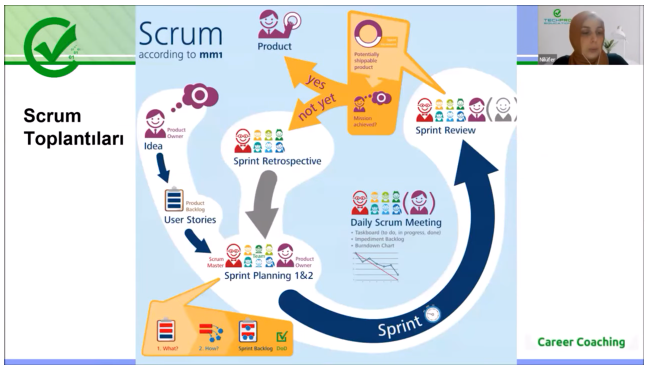 Scrum
according to mm1
Product
TECHPRO
Nilüfer
Potentially
shippable
product
yes
not yet
Mission
achieved?
Sprint Review
Scrum
Toplantıları
Product
Owner
Idea
Sprint Retrospective
Product
Backlog
User Stories
Daily Scrum Meeting
• Taskboard (to do, in progress, done)
• Impediment Backlog
• Burndown Chart
Scrum
Master
Team
Product
Owner
Sprint Planning 1&2
Sprint
1. What?
2. How?
Sprint Backlog
DoD
Career Coaching